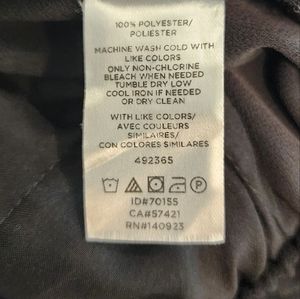 100% POLYESTER/
POLIESTER
MACHINE WASH COLD WITH
LIKE COLORS
ONLY NON-CHLORINE
BLEACH WHEN NEEDED
TUMBLE DRY LOW
COOL IRON IF NEEDED
OR DRY CLEAN
WITH LIKE COLORS/
AVEC COULEURS
SIMILAIRES/
CON COLORES SIMILARES
492365
P
ID#70155
CA#57421
RN#140923